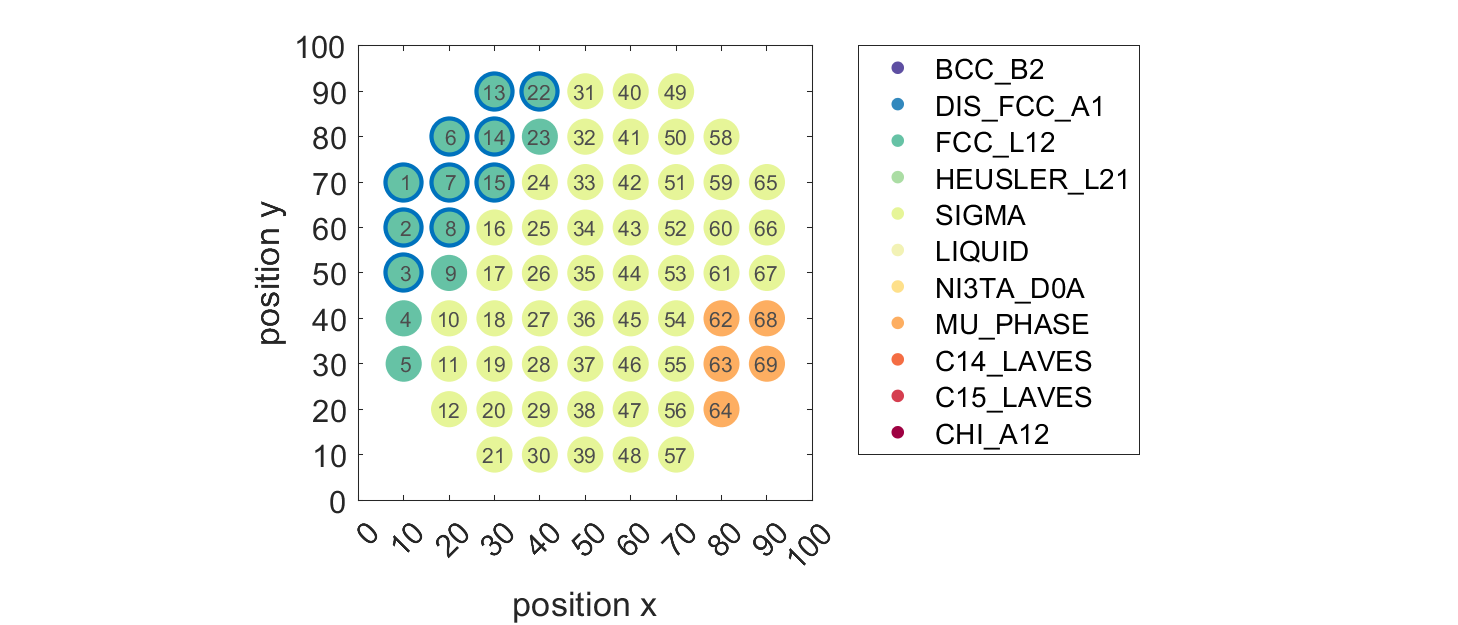 100
90
80
70
60
50
40
30
20
10
0
position y
13 22 31 40 49
6 14 23 32 41 50 58
1 7 15 24 33 42 51 59 65
2 8 16 25 34 43 52 60 66
3 9 17 26 35 44 53 61 67
4 10 18 27 36 45 54 62 68
5 11 19 28 37 46 55 63 69
12 20 29 38 47 56 64
21 30 39 48 57
0 10 20 30 40 50 60 70 80 90 100
position x
BCC_B2
DIS_FCC_A1
FCC_L12
HEUSLER_L21
SIGMA
LIQUID
NI3TA_D0A
MU_PHASE
C14_LAVES
C15_LAVES
CHI_A12